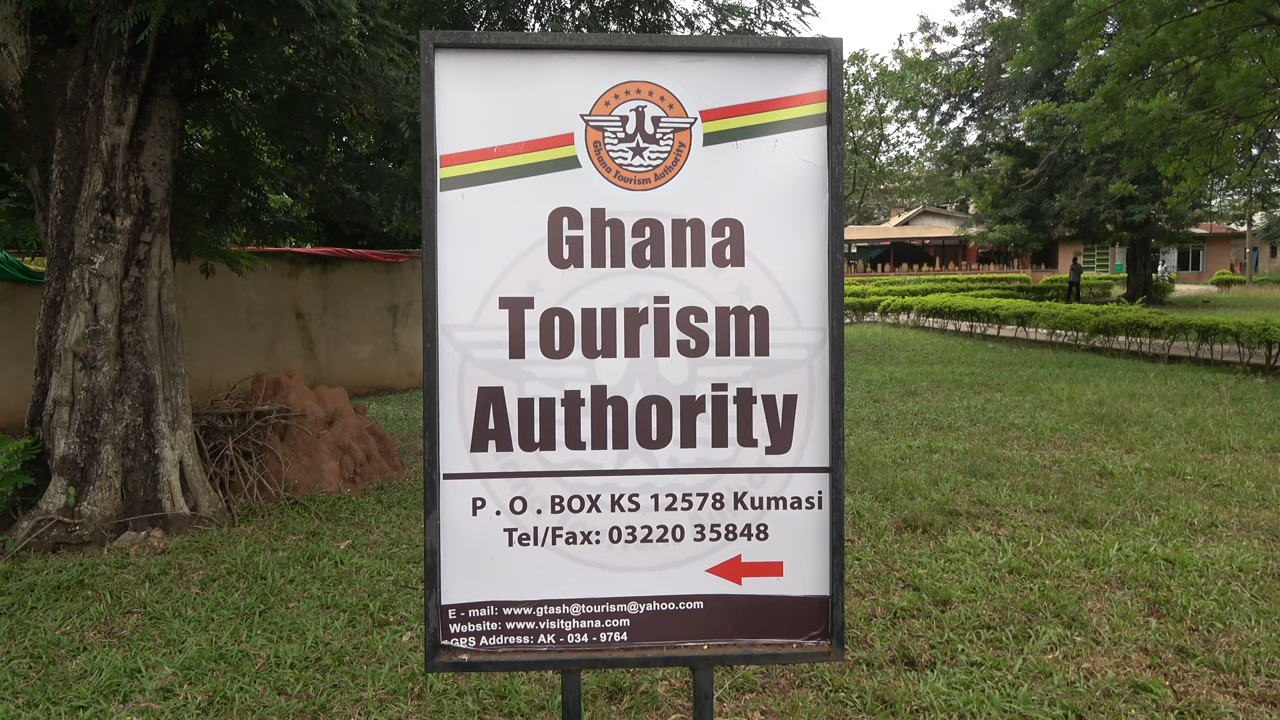 Ghana Tourism Authority
Ghana
Tourism
Authority
P . O . BOX KS 12578 Kumasi
Tel/Fax: 03220 35848
E - mail: www.gtash@tourism@yahoo.com
Website: www.visitghana.com
GPS Address: AK - 034 - 9764